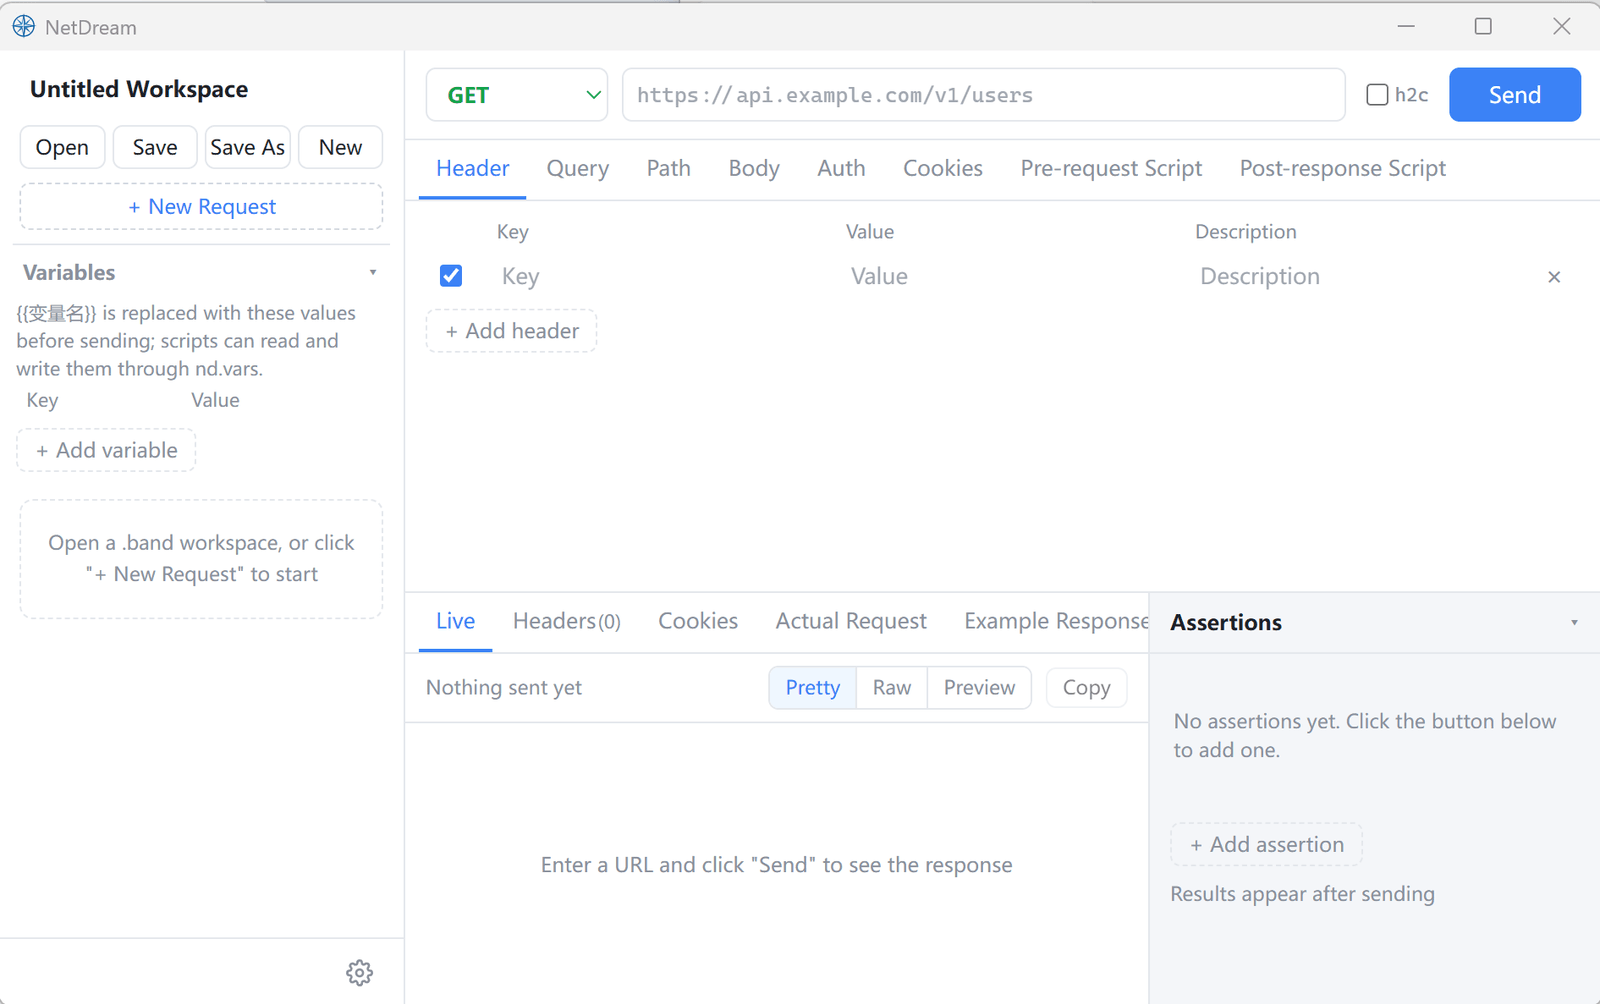 NetDream
Untitled Workspace
Open
Save
Save As
New
+ New Request
Variables
{{变量名}} is replaced with these values
before sending; scripts can read and
write them through nd.vars.
Key
Value
+ Add variable
Open a .band workspace, or click
"+ New Request" to start
GET
https://api.example.com/v1/users
h2c
Send
Header
Query
Path
Body
Auth
Cookies
Pre-request Script
Post-response Script
Key
Value
Description
Key
Value
Description
+ Add header
Live
Headers(0)
Cookies
Actual Request
Example Response
Nothing sent yet
Pretty
Raw
Preview
Copy
Enter a URL and click "Send" to see the response
Assertions
No assertions yet. Click the button below
to add one.
+ Add assertion
Results appear after sending